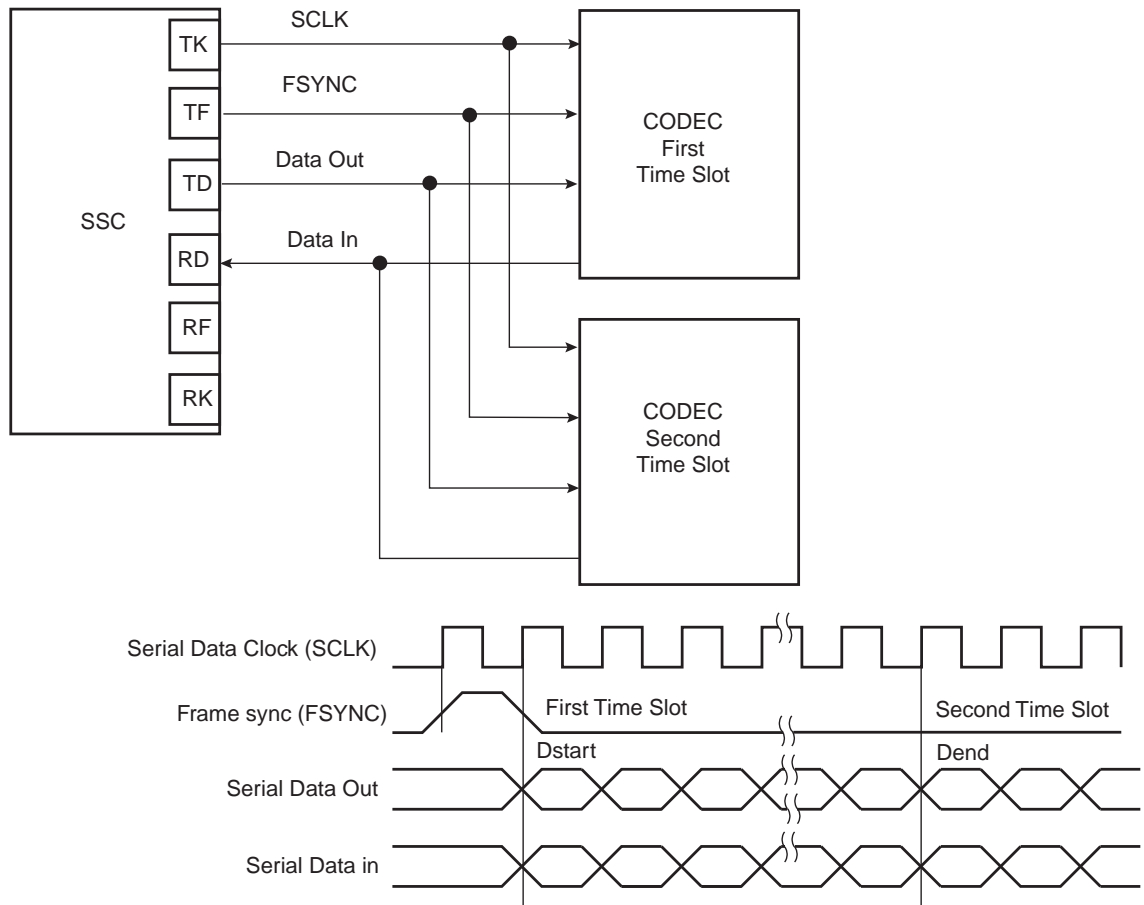 SSC
TK
TF
TD
RD
RF
RK
SCLK
FSYNC
Data Out
Data In
CODEC
First
Time Slot
CODEC
Second
Time Slot
Serial Data Clock (SCLK)
Frame sync (FSYNC)
First Time Slot
Second Time Slot
Dstart
Dend
Serial Data Out
Serial Data in